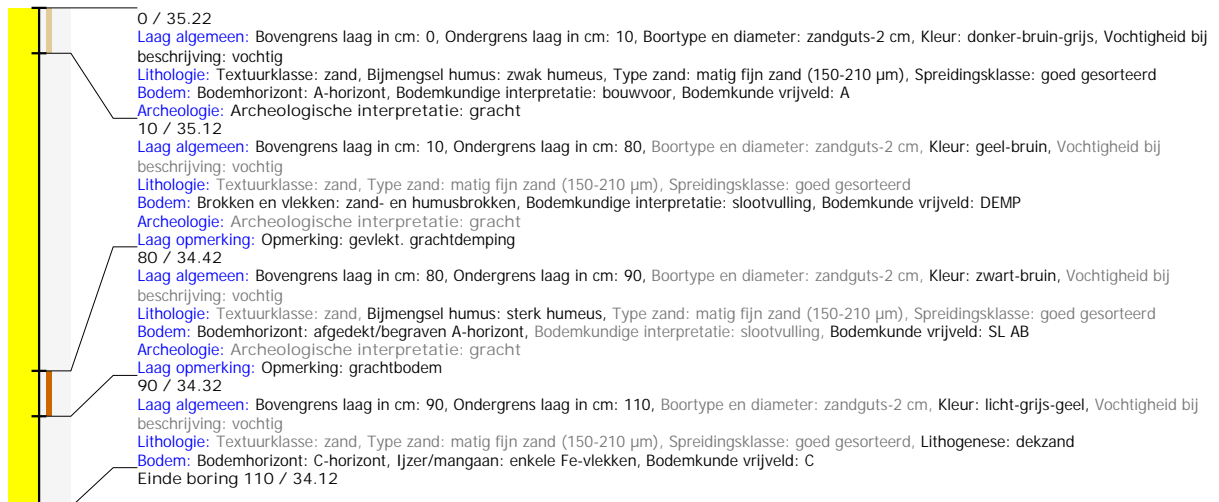 0 / 35.22
Laag algemeen: Bovengrens laag in cm: 0, Ondergrens laag in cm: 10, Boortype en diameter: zandguts-2 cm, Kleur: donker-bruin-grijs, Vochtigheid bij
beschrijving: vochtig
Lithologie: Textuurklasse: zand, Bijmengsel humus: zwak humeus, Type zand: matig fijn zand (150-210 µm), Spreidingsklasse: goed gesorteerd
Bodem: Bodemhorizont: A-horizont, Bodemkundige interpretatie: bouwvoor, Bodemkunde vrijveld: A
Archeologie: Archeologische interpretatie: gracht
10 / 35.12
Laag algemeen: Bovengrens laag in cm: 10, Ondergrens laag in cm: 80, Boortype en diameter: zandguts-2 cm, Kleur: geel-bruin, Vochtigheid bij
beschrijving: vochtig
Lithologie: Textuurklasse: zand, Type zand: matig fijn zand (150-210 µm), Spreidingsklasse: goed gesorteerd
Bodem: Brokken en vlekken: zand- en humusbrokken, Bodemkundige interpretatie: slootvulling, Bodemkunde vrijveld: DEMP
Archeologie: Archeologische interpretatie: gracht
Laag opmerking: Opmerking: gevlekt. grachtdemping
80 / 34.42
Laag algemeen: Bovengrens laag in cm: 80, Ondergrens laag in cm: 90, Boortype en diameter: zandguts-2 cm, Kleur: zwart-bruin, Vochtigheid bij
beschrijving: vochtig
Lithologie: Textuurklasse: zand, Bijmengsel humus: sterk humeus, Type zand: matig fijn zand (150-210 µm), Spreidingsklasse: goed gesorteerd
Bodem: Bodemhorizont: afgedekt/begraven A-horizont, Bodemkundige interpretatie: slootvulling, Bodemkunde vrijveld: SL AB
Archeologie: Archeologische interpretatie: gracht
Laag opmerking: Opmerking: grachtbodem
90 / 34.32
Laag algemeen: Bovengrens laag in cm: 90, Ondergrens laag in cm: 110, Boortype en diameter: zandguts-2 cm, Kleur: licht-grijs-geel, Vochtigheid bij
beschrijving: vochtig
Lithologie: Textuurklasse: zand, Type zand: matig fijn zand (150-210 µm), Spreidingsklasse: goed gesorteerd, Lithogenese: dekzand
Bodem: Bodemhorizont: C-horizont, Ijzer/mangaan: enkele Fe-vlekken, Bodemkunde vrijveld: C
Einde boring 110 / 34.12